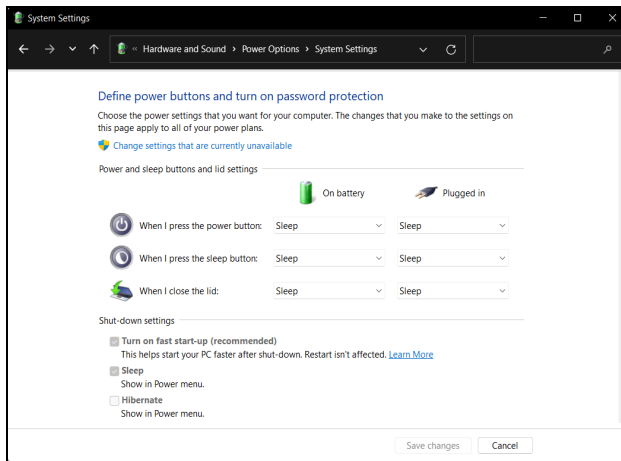 System Settings
« Hardware and Sound › Power Options › System Settings
Define power buttons and turn on password protection
Choose the power settings that you want for your computer. The changes that you make to the settings on
this page apply to all of your power plans.
Change settings that are currently unavailable
Power and sleep buttons and lid settings
On battery Plugged in
When I press the power button: Sleep Sleep
When I press the sleep button: Sleep Sleep
When I close the lid: Sleep Sleep
Shut-down settings
Turn on fast start-up (recommended)
This helps start your PC faster after shut-down. Restart isn't affected. Learn More
Sleep
Show in Power menu.
Hibernate
Show in Power menu.
Save changes Cancel